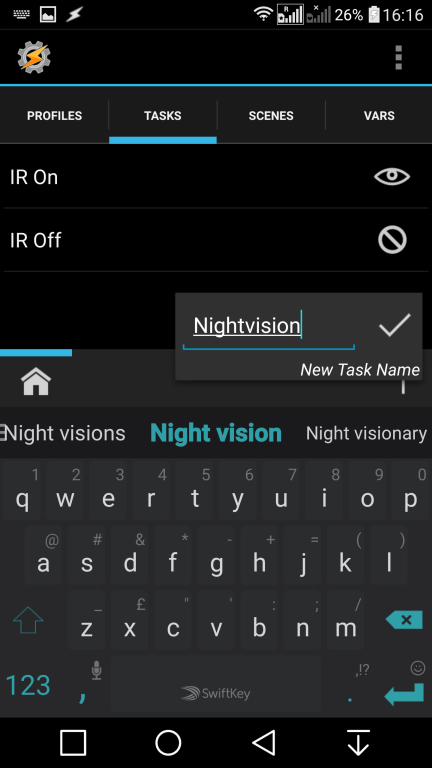 R 26% 16:16
PROFILES TASKS SCENES VARS
IR On
IR Off
Nightvision
New Task Name
Night visions Night vision Night visionary
1 2 3 4 5 6 7 8 9 0
q w e r t y u i o p
@ # & * - + = ( )
a s d f g h j k l
_ £ " ' : ; /
z x c v b n m
,!?
123 , SwiftKey .